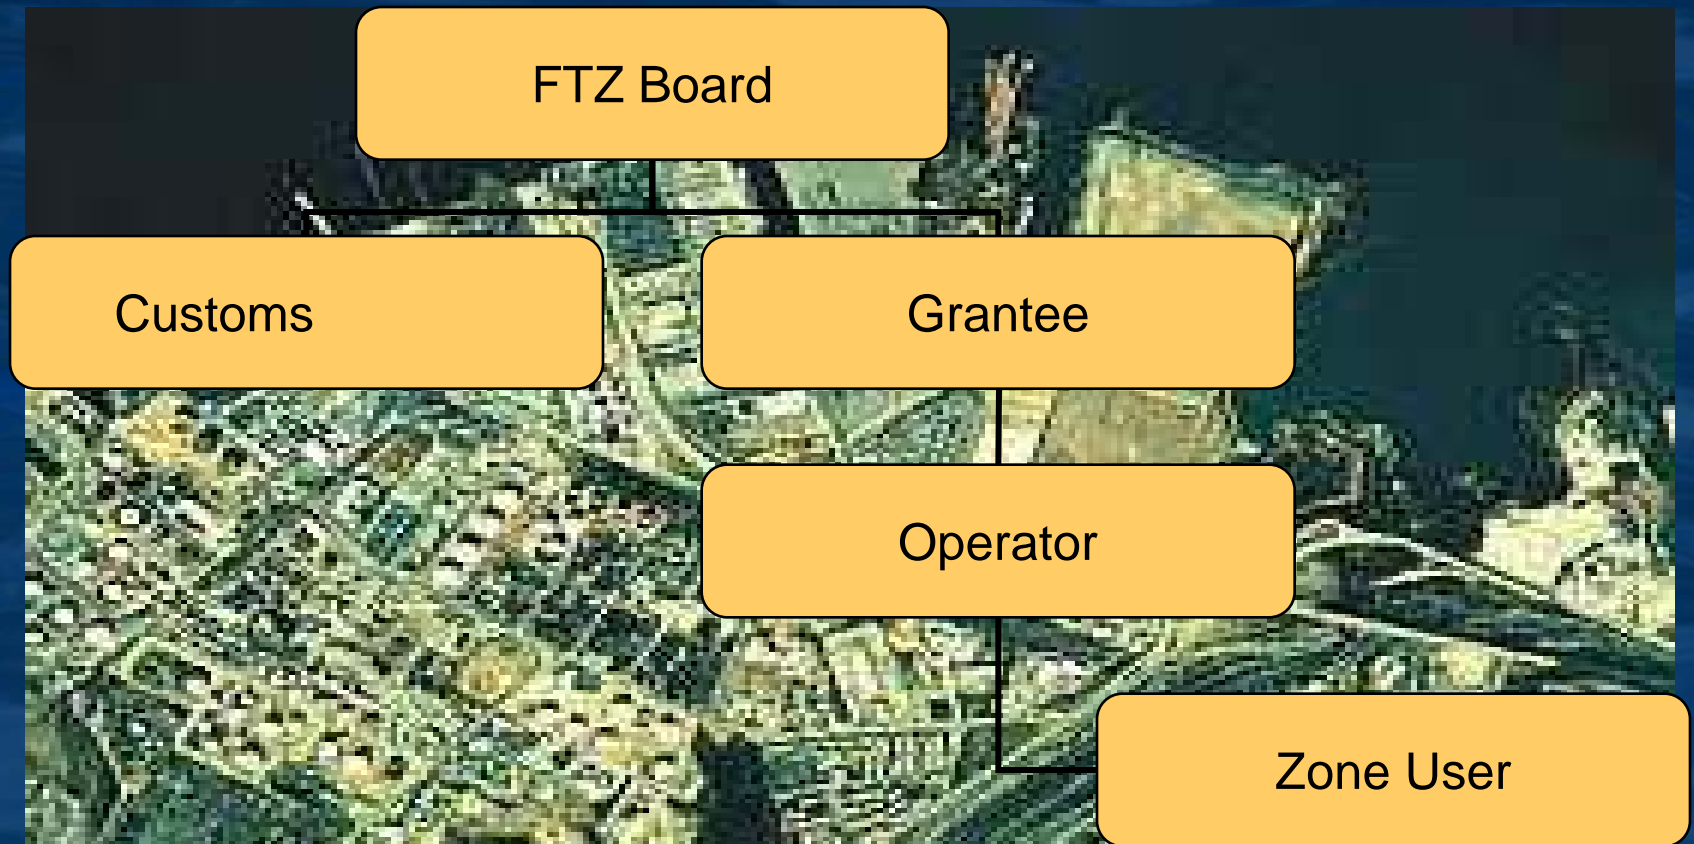 FTZ Board
Customs
Grantee
Operator
Zone User